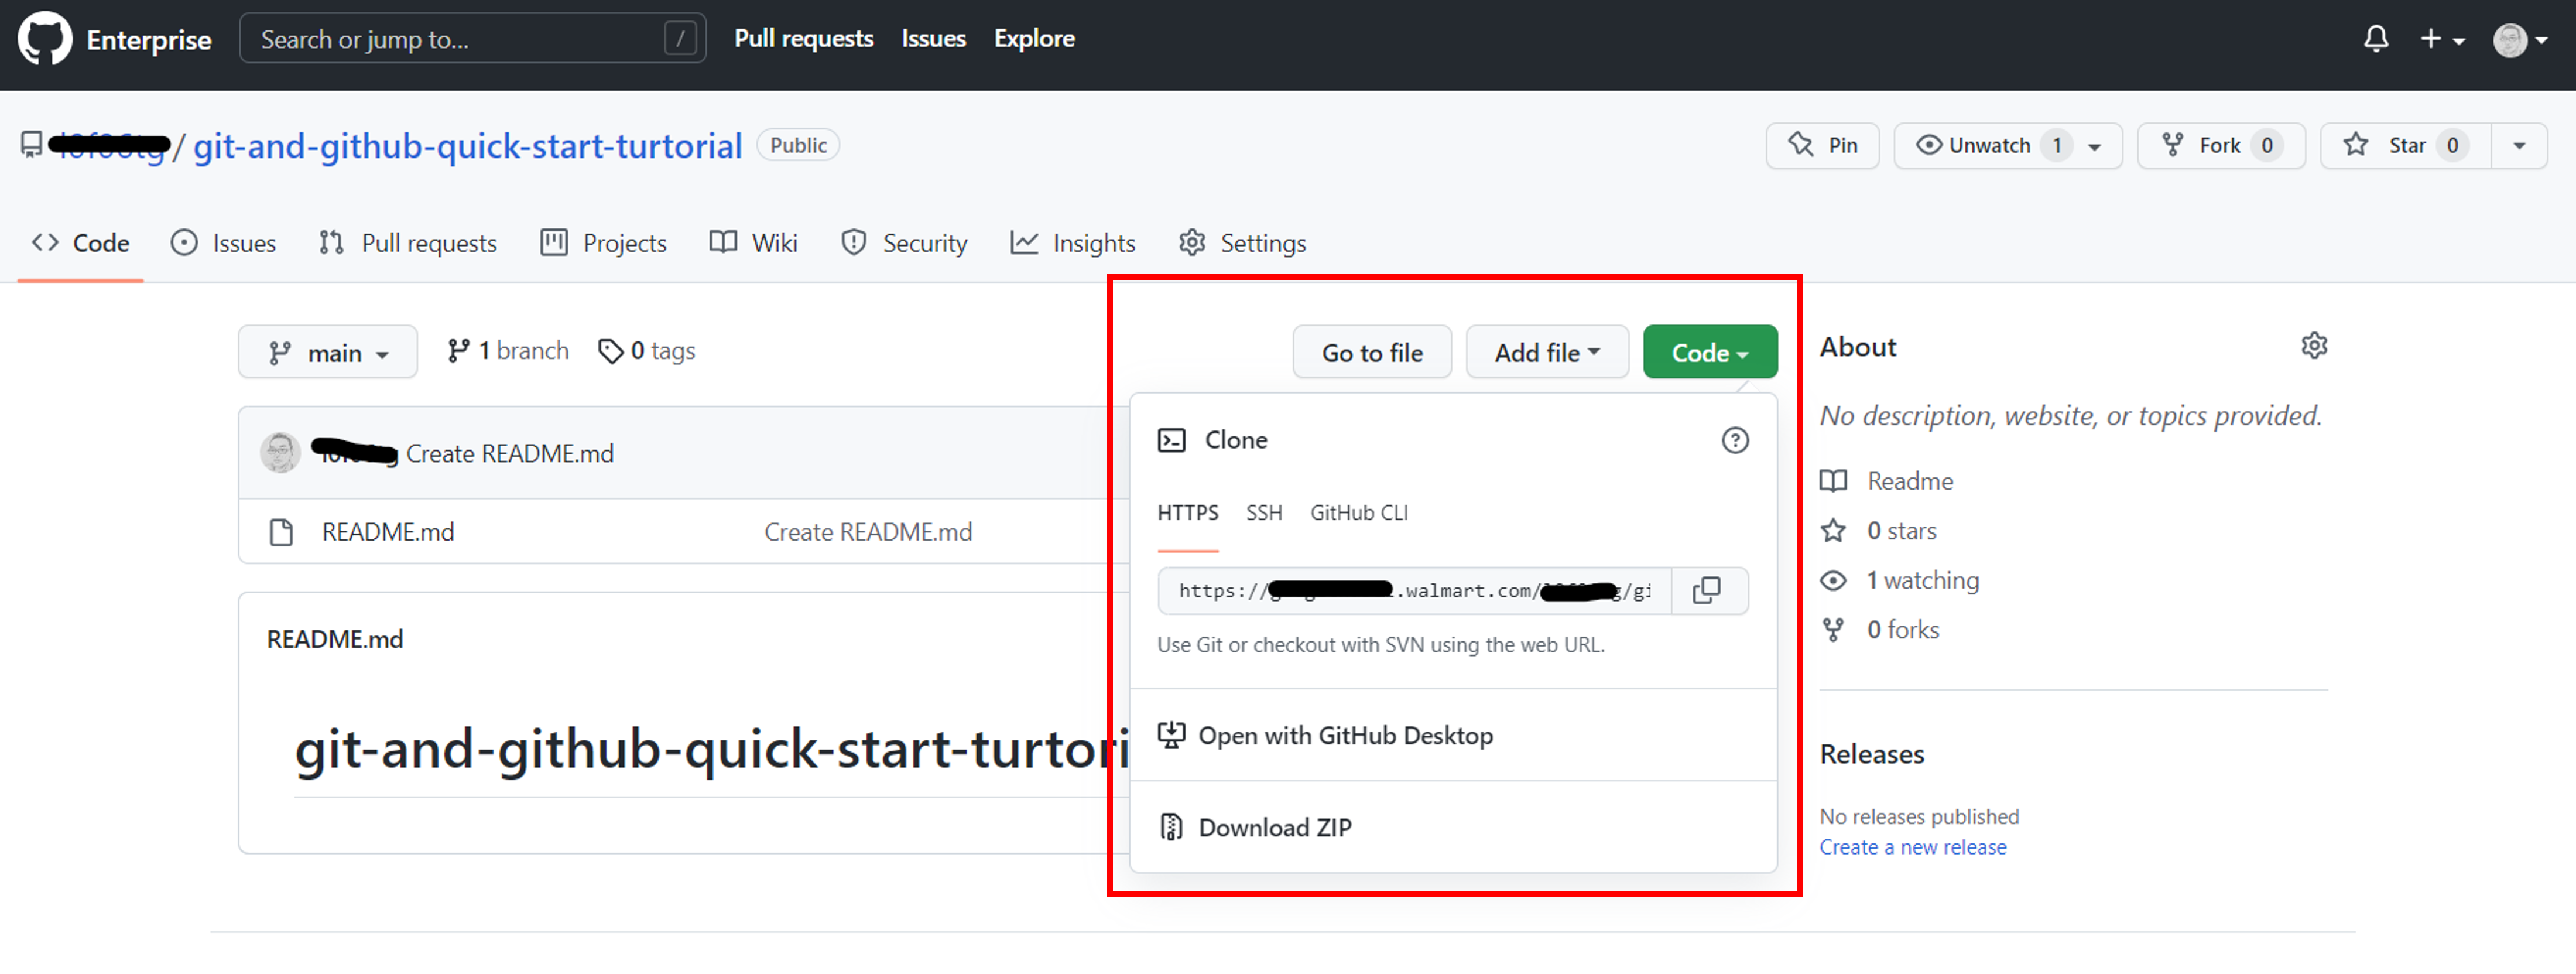 Enterprise Search or jump to... / Pull requests Issues Explore
/ git-and-github-quick-start-turtorial Public Pin Unwatch 1 Fork 0 Star 0
Code Issues Pull requests Projects Wiki Security Insights Settings
main 1 branch 0 tags Go to file Add file Code
Create README.md
README.md Create README.md
README.md
git-and-github-quick-start-turtori
Clone
HTTPS SSH GitHub CLI
https:// .walmart.com/ /gi
Use Git or checkout with SVN using the web URL.
Open with GitHub Desktop
Download ZIP
About
No description, website, or topics provided.
Readme
0 stars
1 watching
0 forks
Releases
No releases published
Create a new release